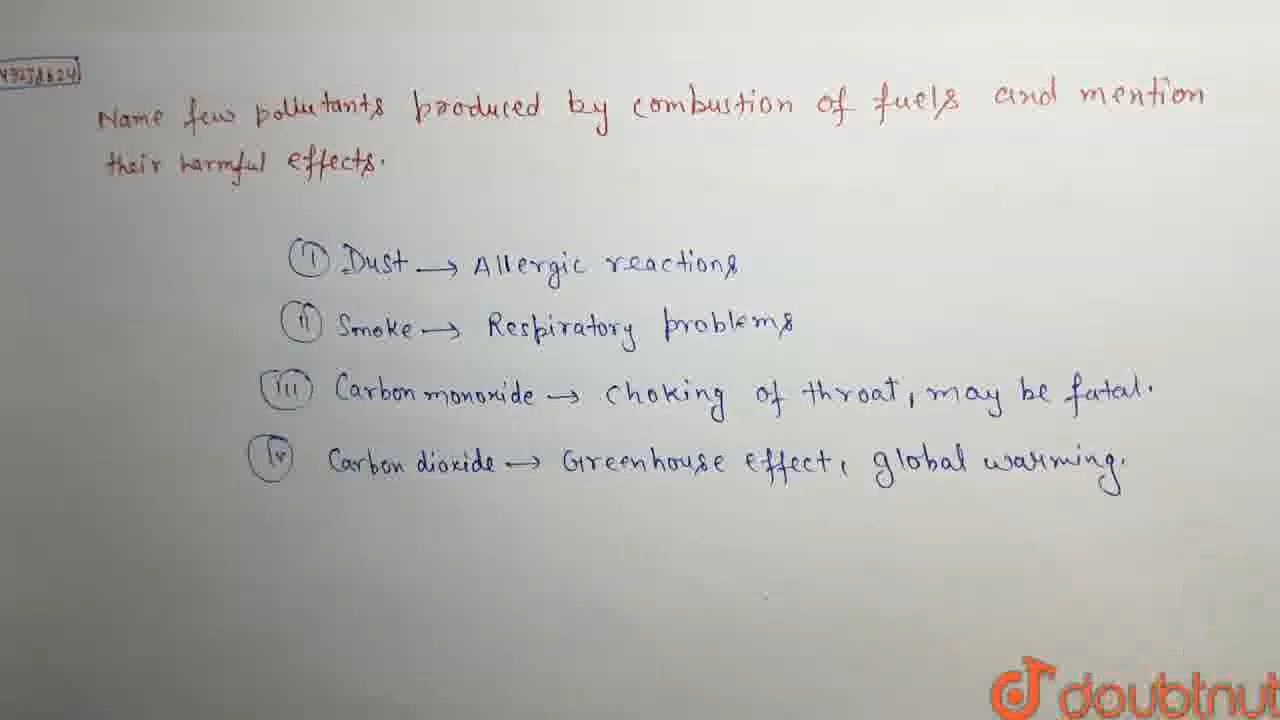 Name few pollutants produced by combustion of fuels and mention
their harmful effects.
(i) Dust → Allergic reactions
(ii) Smoke → Respiratory problems
(iii) Carbon monoxide → Choking of throat, may be fatal.
(iv) Carbon dioxide → Greenhouse effect, global warming.
doubtnut